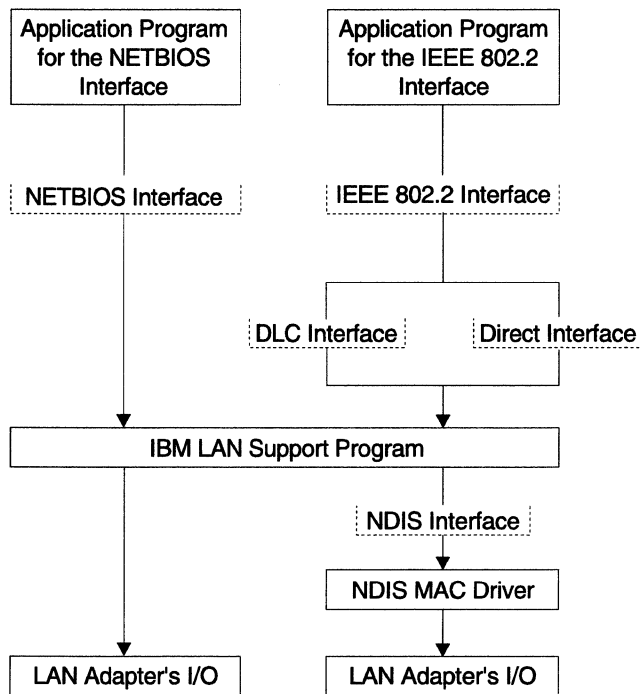 Application Program
for the NETBIOS
Interface
Application Program
for the IEEE 802.2
Interface
NETBIOS Interface
IEEE 802.2 Interface
DLC Interface
Direct Interface
IBM LAN Support Program
NDIS Interface
NDIS MAC Driver
LAN Adapter's I/O
LAN Adapter's I/O